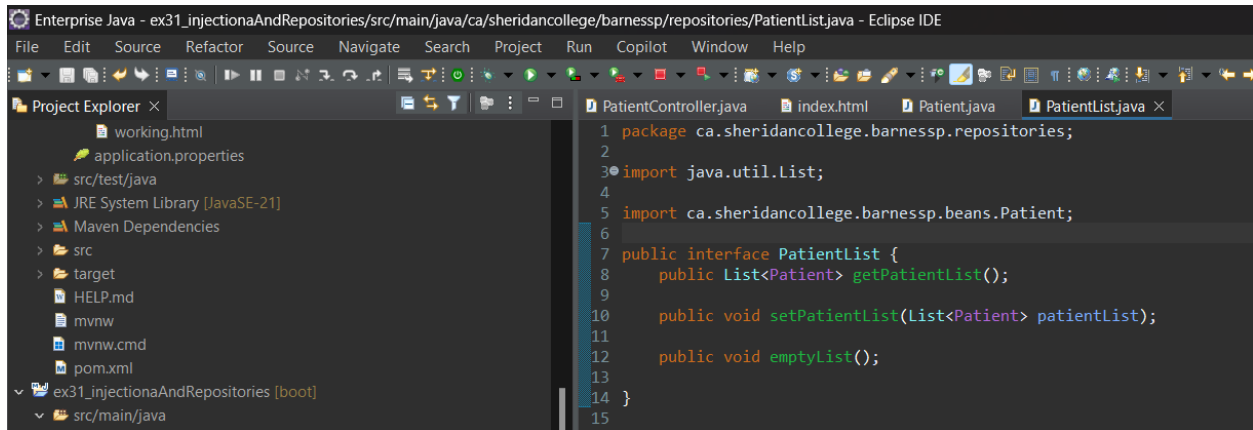 Enterprise Java - ex31_injectionaAndRepositories/src/main/java/ca/sheridancollege/barnessp/repositories/PatientList.java - Eclipse IDE
File Edit Source Refactor Source Navigate Search Project Run Copilot Window Help
Project Explorer
working.html
application.properties
src/test/java
JRE System Library [JavaSE-21]
Maven Dependencies
src
target
HELP.md
mvnw
mvnw.cmd
pom.xml
ex31_injectionaAndRepositories [boot]
src/main/java
PatientController.java index.html Patient.java PatientList.java
1 package ca.sheridancollege.barnessp.repositories;
2
3 import java.util.List;
4
5 import ca.sheridancollege.barnessp.beans.Patient;
6
7 public interface PatientList {
8 public List<Patient> getPatientList();
9
10 public void setPatientList(List<Patient> patientList);
11
12 public void emptyList();
13
14 }
15